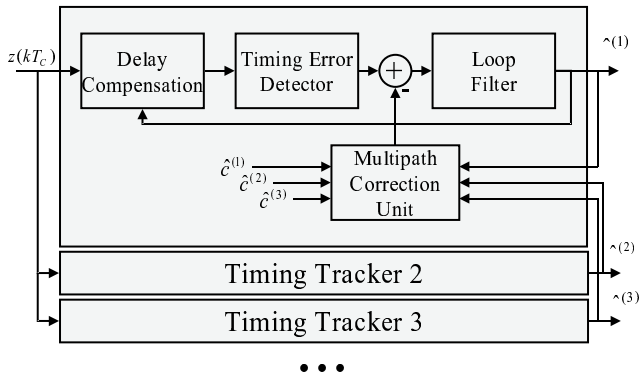 z(kT_C)
Delay
Compensation
Timing Error
Detector
+
-
Loop
Filter
ˆ(1)
Multipath
Correction
Unit
ĉ(1)
ĉ(2)
ĉ(3)
ˆ(2)
Timing Tracker 2
ˆ(3)
Timing Tracker 3
• • •